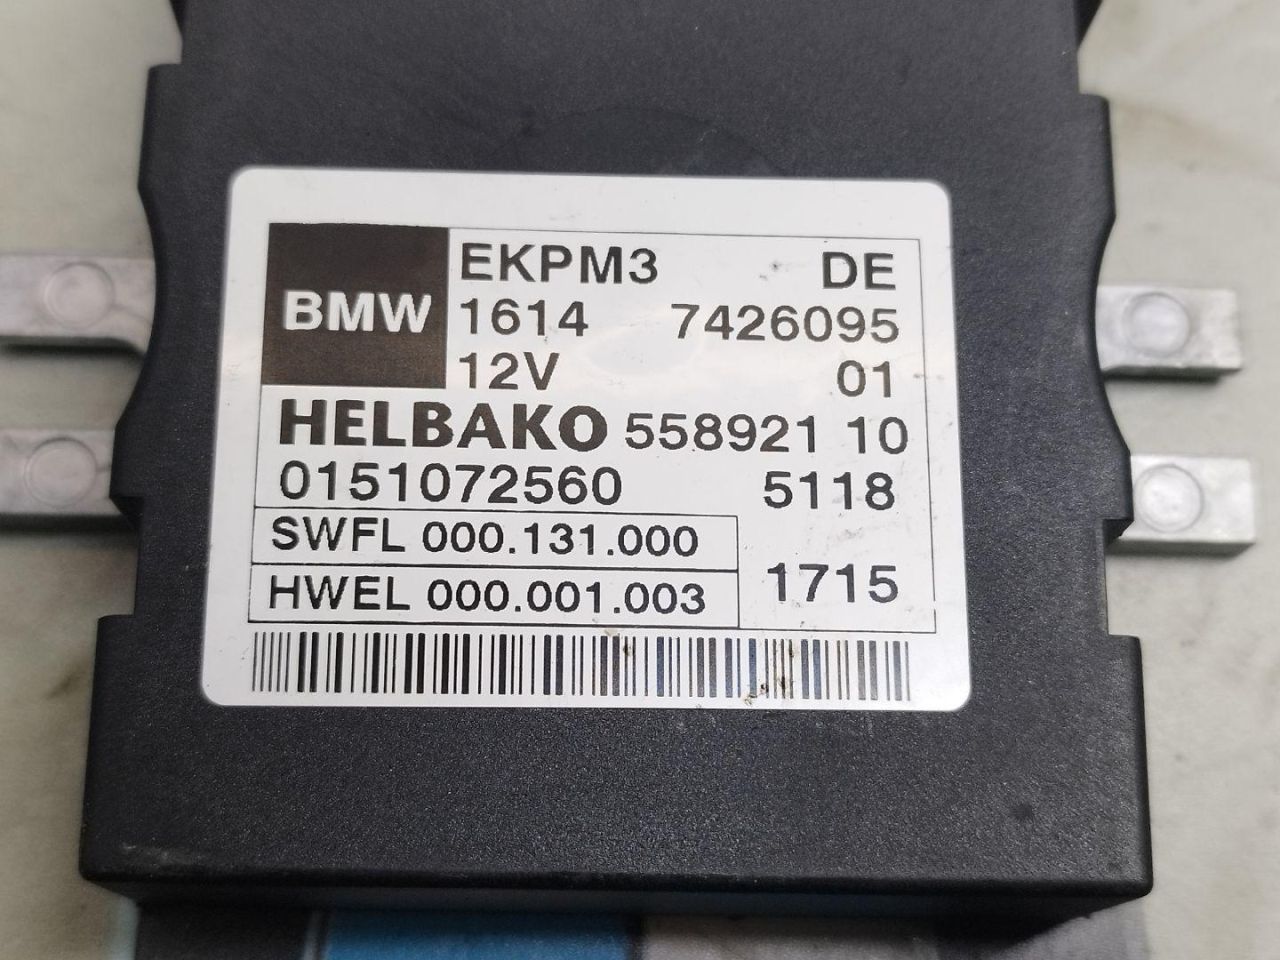 BMW
EKPM3 DE
1614 7426095
12V 01
HELBAKO 558921 10
0151072560 5118
SWFL 000.131.000
HWEL 000.001.003
1715